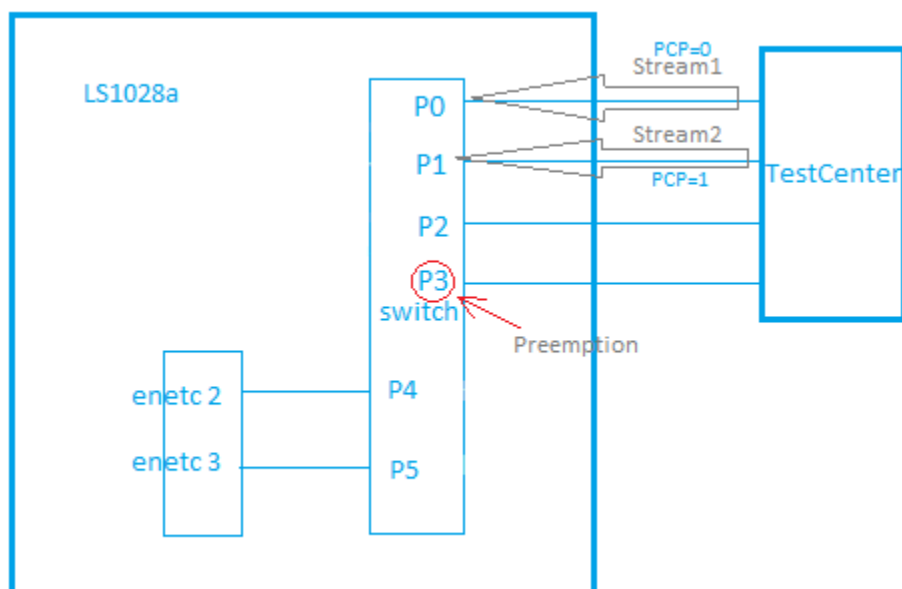 PCP=0
Stream1
LS1028a
P0
Stream2
P1
TestCenter
PCP=1
P2
P3
switch
Preemption
enetc 2
P4
enetc 3
P5